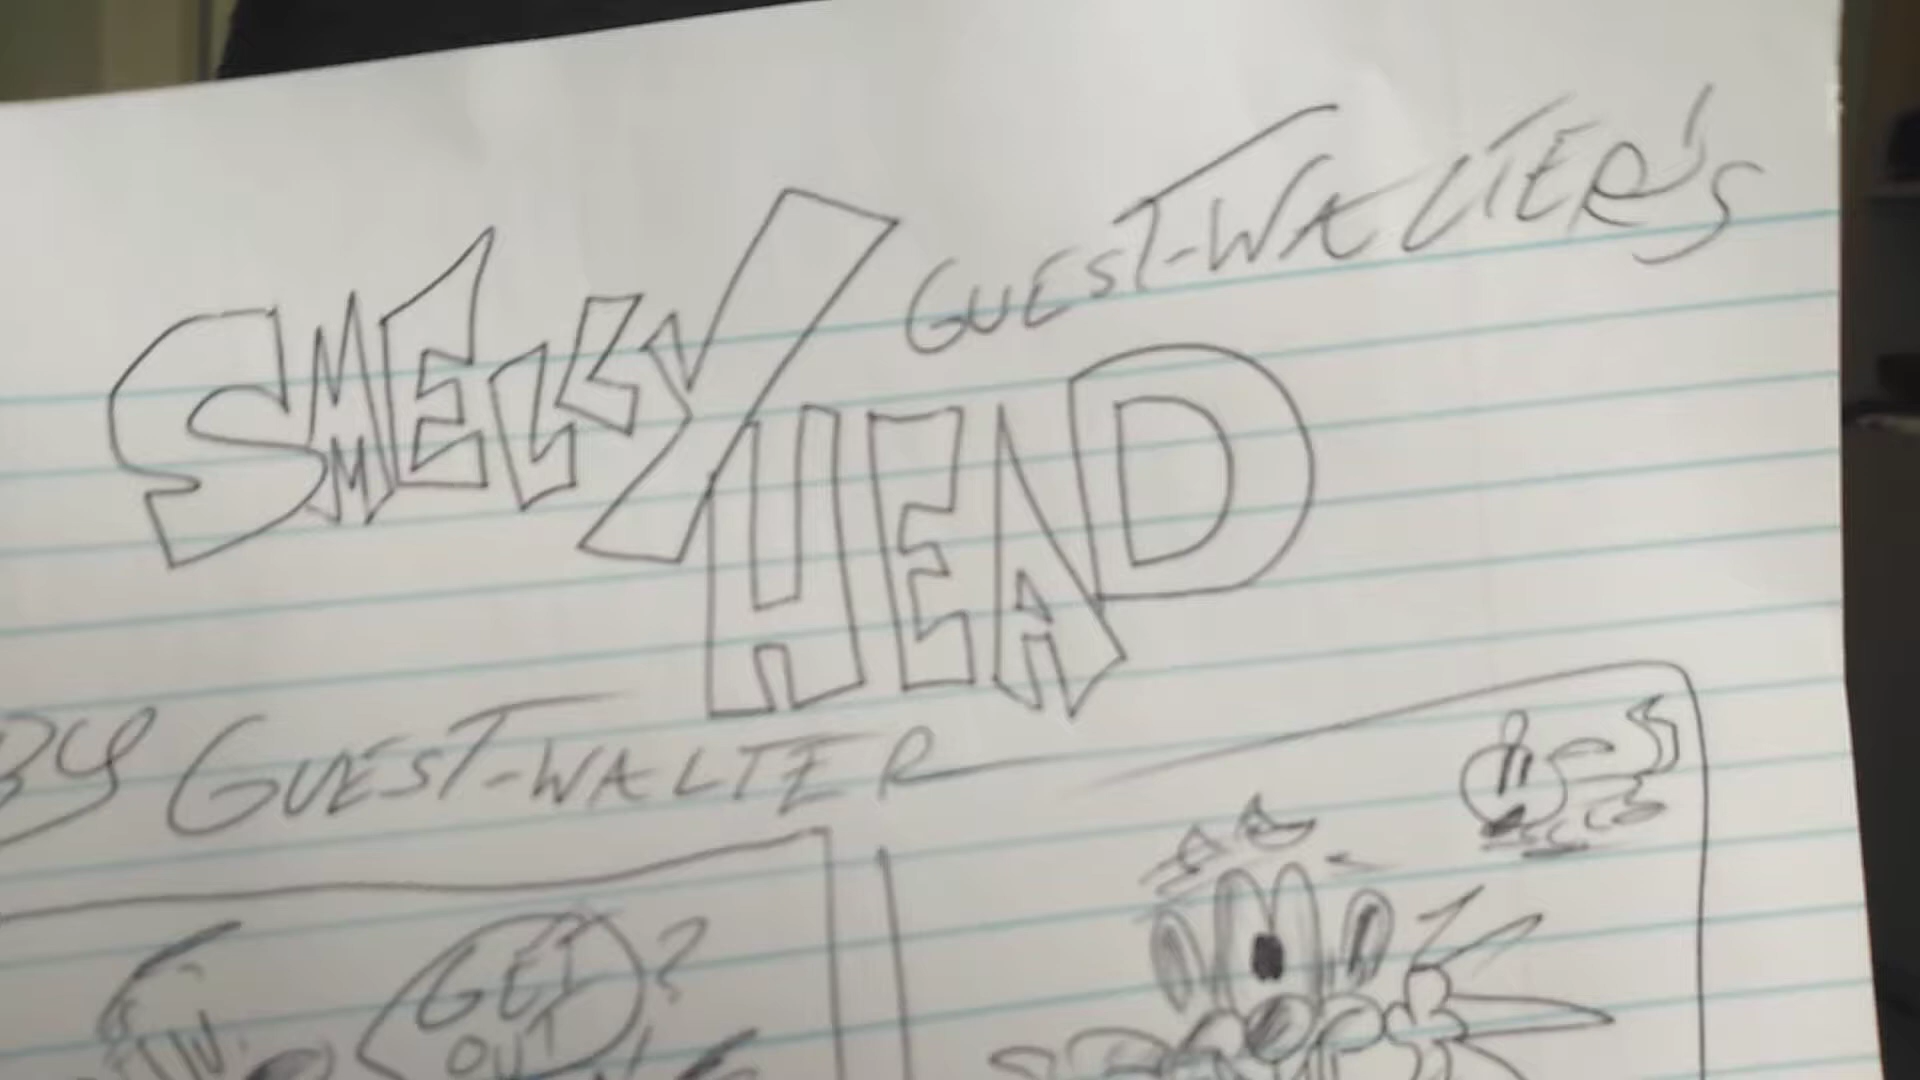 GUEST-WALTER'S
SMELLY
HEAD
BY GUEST-WALTER
GET
OUT
?